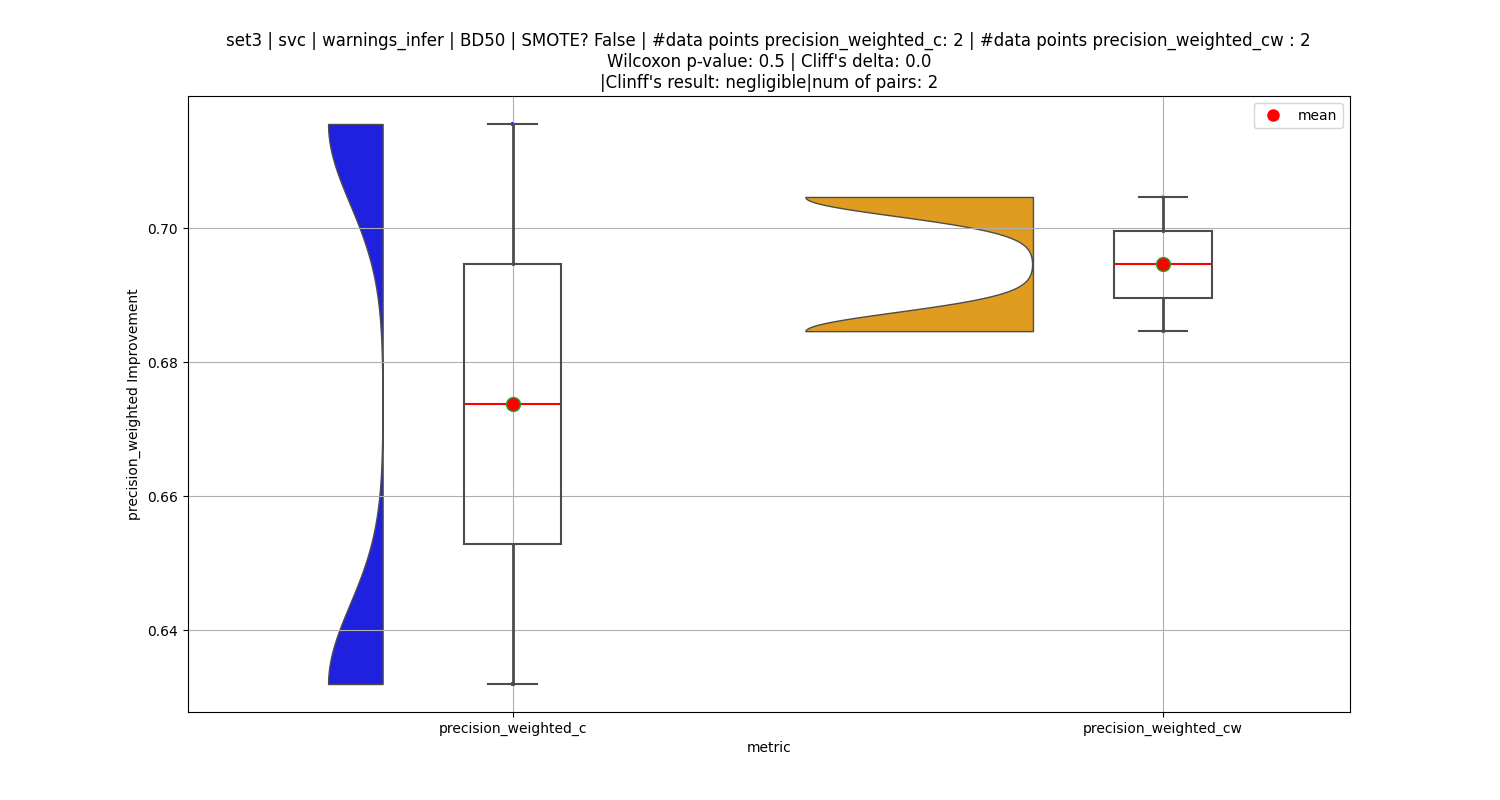 set3 | svc | warnings_infer | BD50 | SMOTE? False | #data points precision_weighted_c: 2 | #data points precision_weighted_cw : 2
Wilcoxon p-value: 0.5 | Cliff's delta: 0.0
|Clinff's result: negligible|num of pairs: 2
mean
0.70
0.68
0.66
0.64
precision_weighted Improvement
precision_weighted_c
precision_weighted_cw
metric